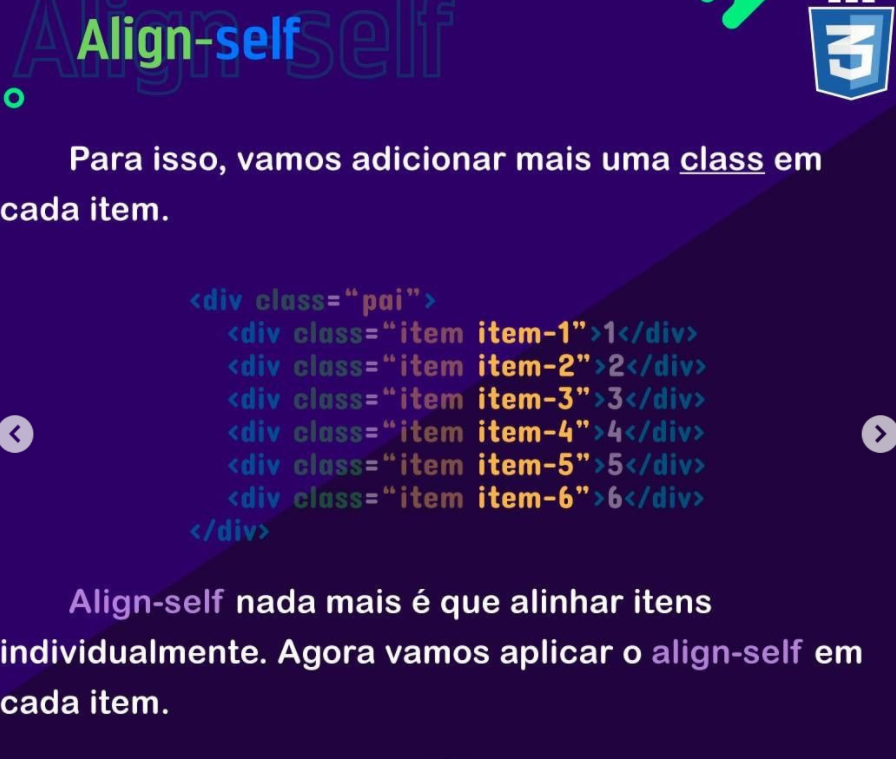 Align-self
Para isso, vamos adicionar mais uma class em
cada item.
<div class=“pai”>
<div class=“item item-1”>1</div>
<div class=“item item-2”>2</div>
<div class=“item item-3”>3</div>
<div class=“item item-4”>4</div>
<div class=“item item-5”>5</div>
<div class=“item item-6”>6</div>
</div>
Align-self nada mais é que alinhar itens
individualmente. Agora vamos aplicar o align-self em
cada item.